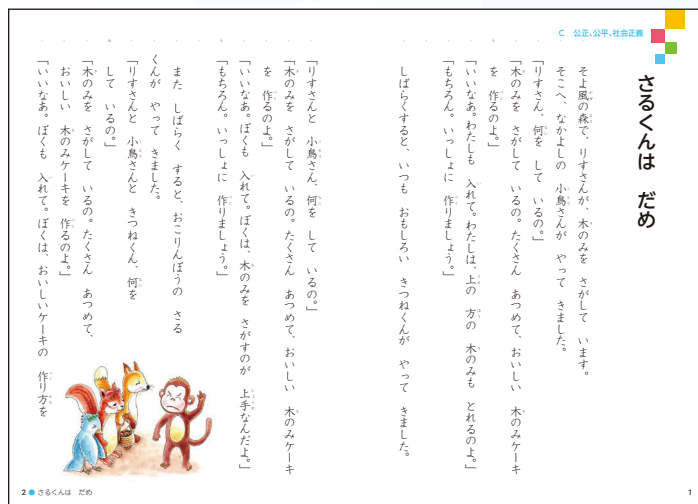 C 公正、公平、社会正義
さるくんは だめ
そよ風の森で、りすさんが、木のみを さがして います。
そこへ、なかよしの 小鳥さんが やって きました。
「りすさん、何を して いるの。」
「木のみを さがして いるの。たくさん あつめて、おいしい 木のみケーキ
を 作るのよ。」
「いいなあ。わたしも 入れて。わたしは、上の 方の 木のみも とれるのよ。」
「もちろん。いっしょに 作りましょう。」
しばらくすると、いつも おもしろい きつねくんが やって きました。
「りすさんと 小鳥さん、何を して いるの。」
「木のみを さがして いるの。たくさん あつめて、おいしい 木のみケーキ
を 作るのよ。」
「いいなあ。ぼくも 入れて。ぼくは、木のみを さがすのが 上手なんだよ。」
「もちろん。いっしょに 作りましょう。」
また しばらく すると、おこりんぼうの さる
くんが やって きました。
「りすさんと 小鳥さんと きつねくん、何を
して いるの。」
「木のみを さがして いるの。たくさん あつめて、
おいしい 木のみケーキを 作るのよ。」
「いいなあ。ぼくも 入れて。ぼくは、おいしいケーキの 作り方を
2 さるくんは だめ
1